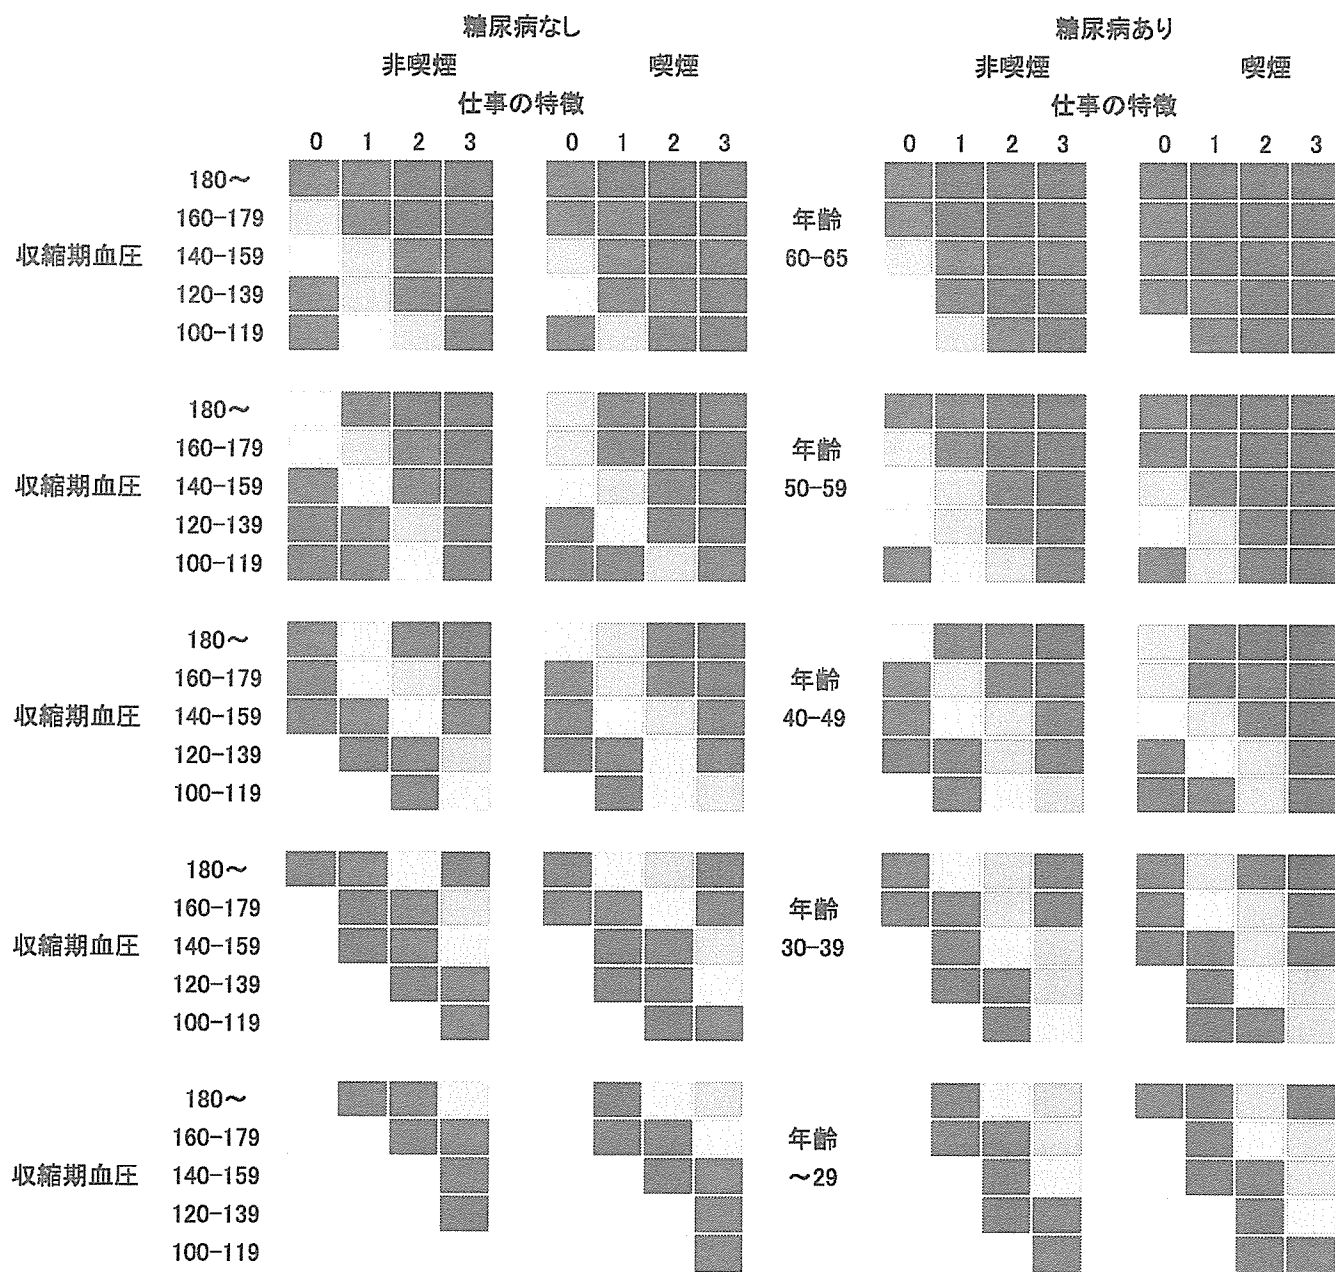 糖尿病なし 糖尿病あり
非喫煙 喫煙 非喫煙 喫煙
仕事の特徴 仕事の特徴
0 1 2 3 0 1 2 3 0 1 2 3 0 1 2 3
180~
160-179 年齢
収縮期血圧 140-159 60-65
120-139
100-119
180~
160-179 年齢
収縮期血圧 140-159 50-59
120-139
100-119
180~
160-179 年齢
収縮期血圧 140-159 40-49
120-139
100-119
180~
160-179 年齢
収縮期血圧 140-159 30-39
120-139
100-119
180~
160-179 年齢
収縮期血圧 140-159 ~29
120-139
100-119